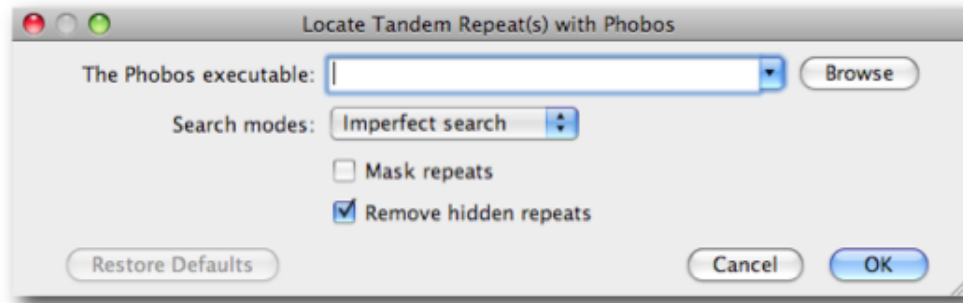 Locate Tandem Repeat(s) with Phobos
The Phobos executable: Browse
Search modes: Imperfect search
Mask repeats
Remove hidden repeats
Restore Defaults Cancel OK